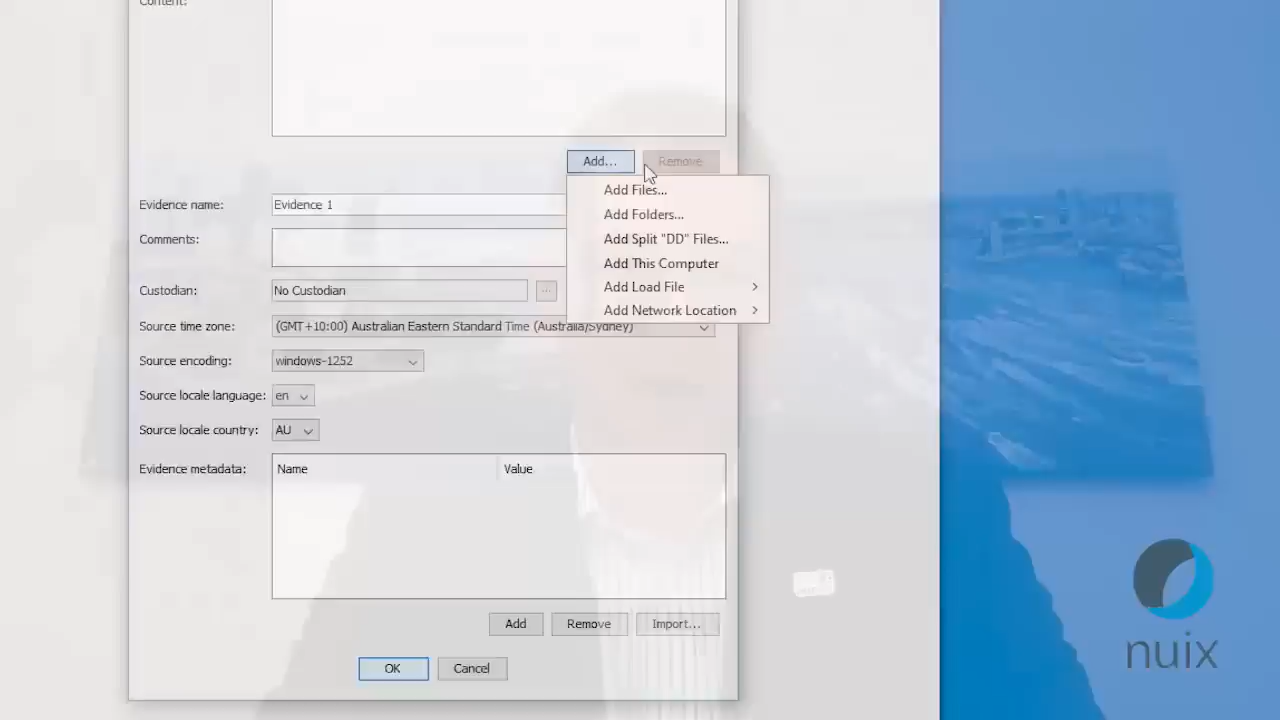 Content:
Add... Remove
Add Files...
Evidence name: Evidence 1
Add Folders...
Comments:
Add Split "DD" Files...
Add This Computer
Custodian: No Custodian ...
Add Load File
Add Network Location
Source time zone: (GMT+10:00) Australian Eastern Standard Time (Australia/Sydney)
Source encoding: windows-1252
Source locale language: en
Source locale country: AU
Evidence metadata: Name Value
Add Remove Import...
OK Cancel
nuix